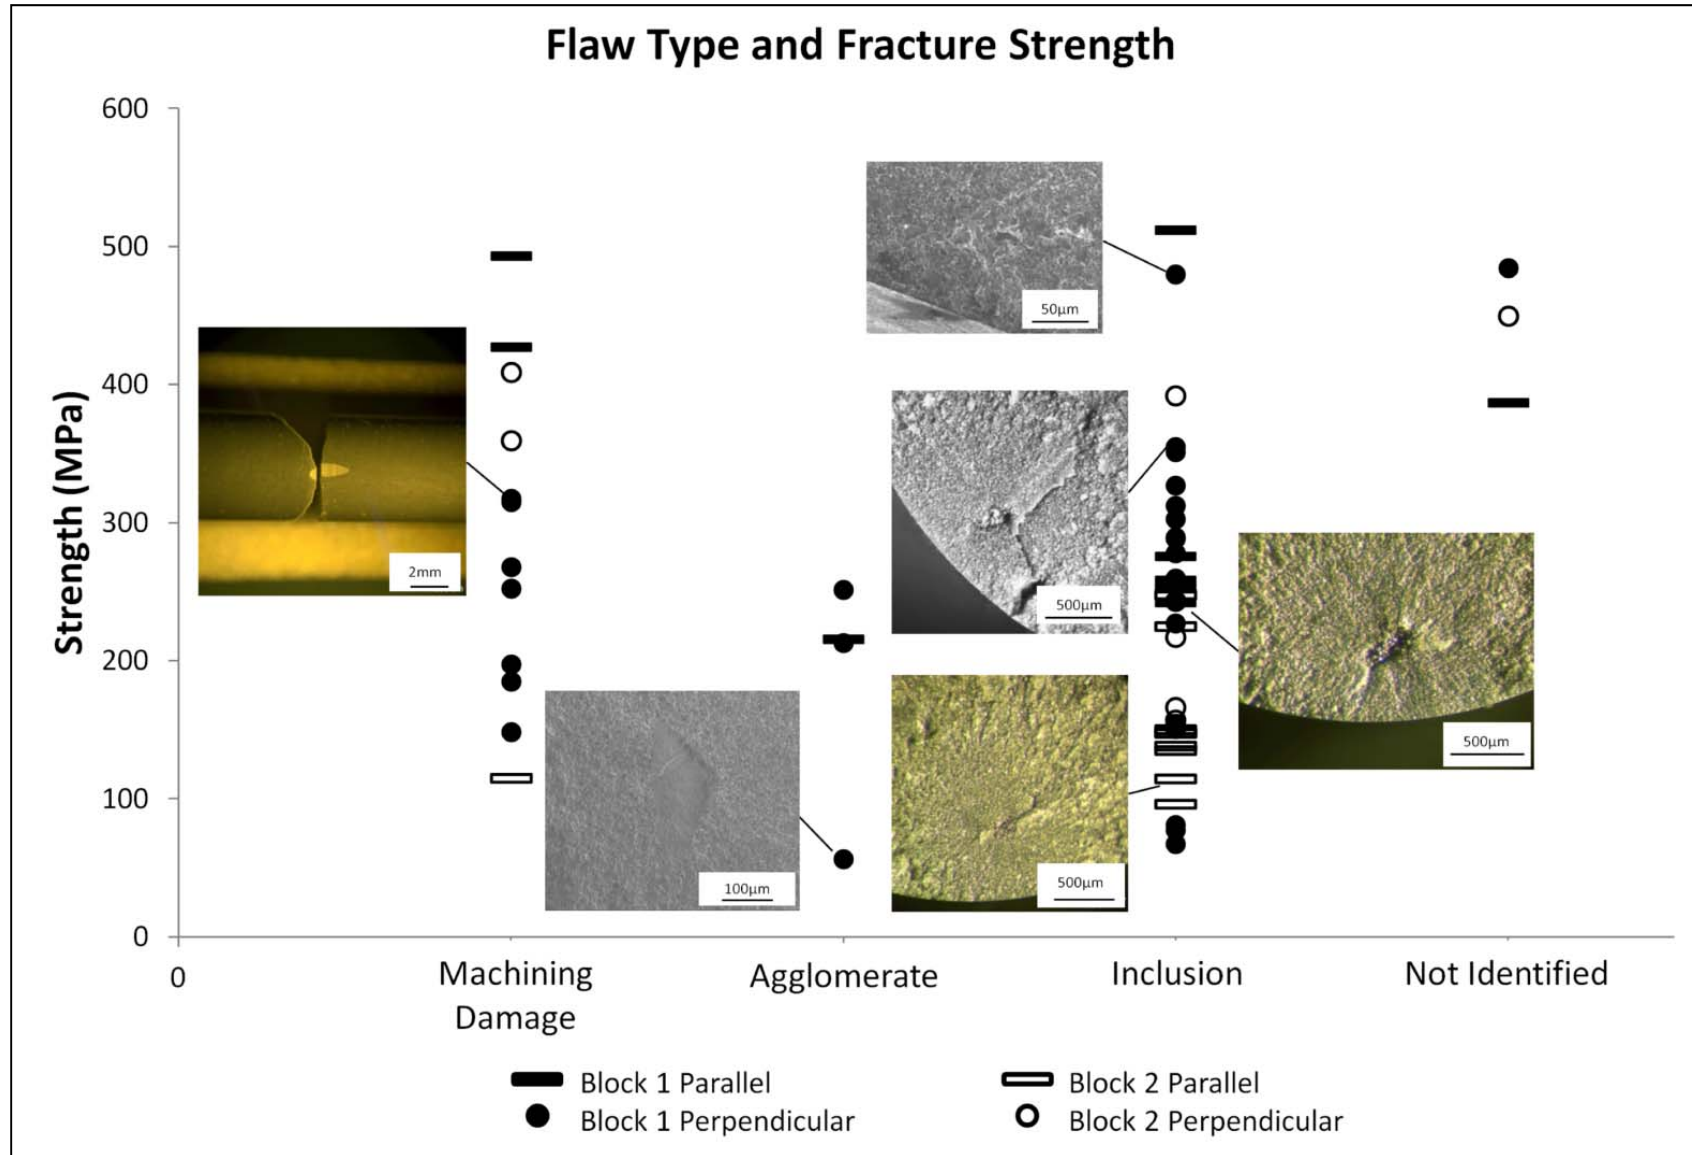 Flaw Type and Fracture Strength
Strength (MPa)
600
500
400
300
200
100
0
2mm
100µm
50µm
500µm
500µm
500µm
0
Machining
Damage
Agglomerate
Inclusion
Not Identified
Block 1 Parallel
Block 2 Parallel
Block 1 Perpendicular
Block 2 Perpendicular